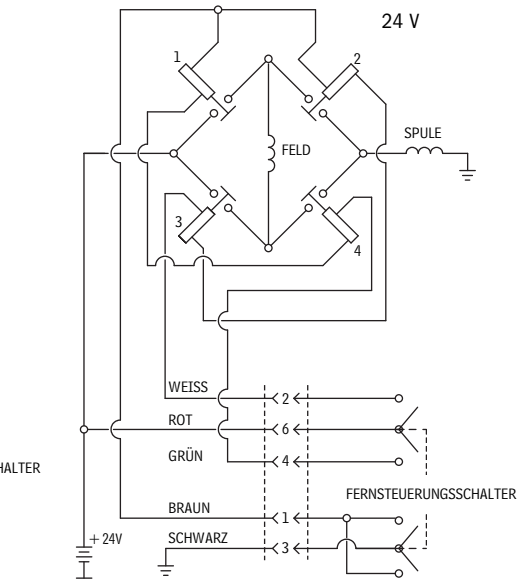 24 V
1
2
SPULE
FELD
3
4
WEISS
2
ROT
6
HALTER
GRÜN
4
FERNSTEUERUNGSSCHALTER
BRAUN
1
+ 24V
SCHWARZ
3